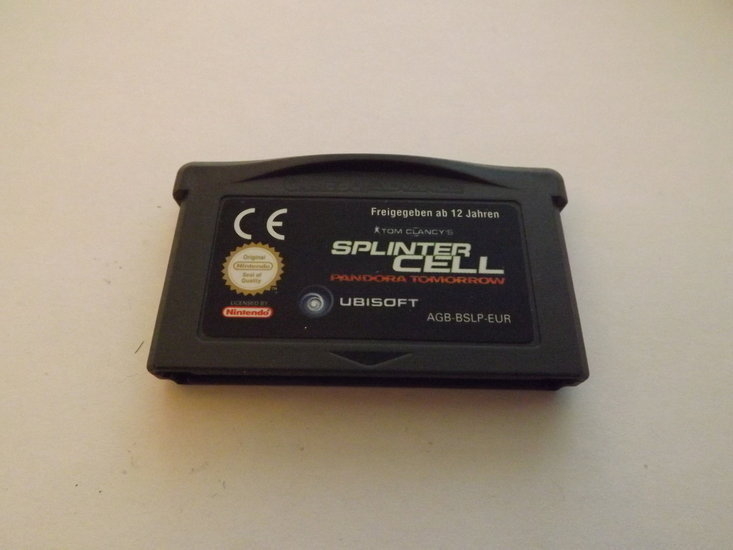 CE
Freigegeben ab 12 Jahren
TOM CLANCY'S
SPLINTER
CELL
PANDORA TOMORROW
Original
Nintendo
Seal of
Quality
TM
LICENSED BY
Nintendo
UBISOFT
AGB-BSLP-EUR